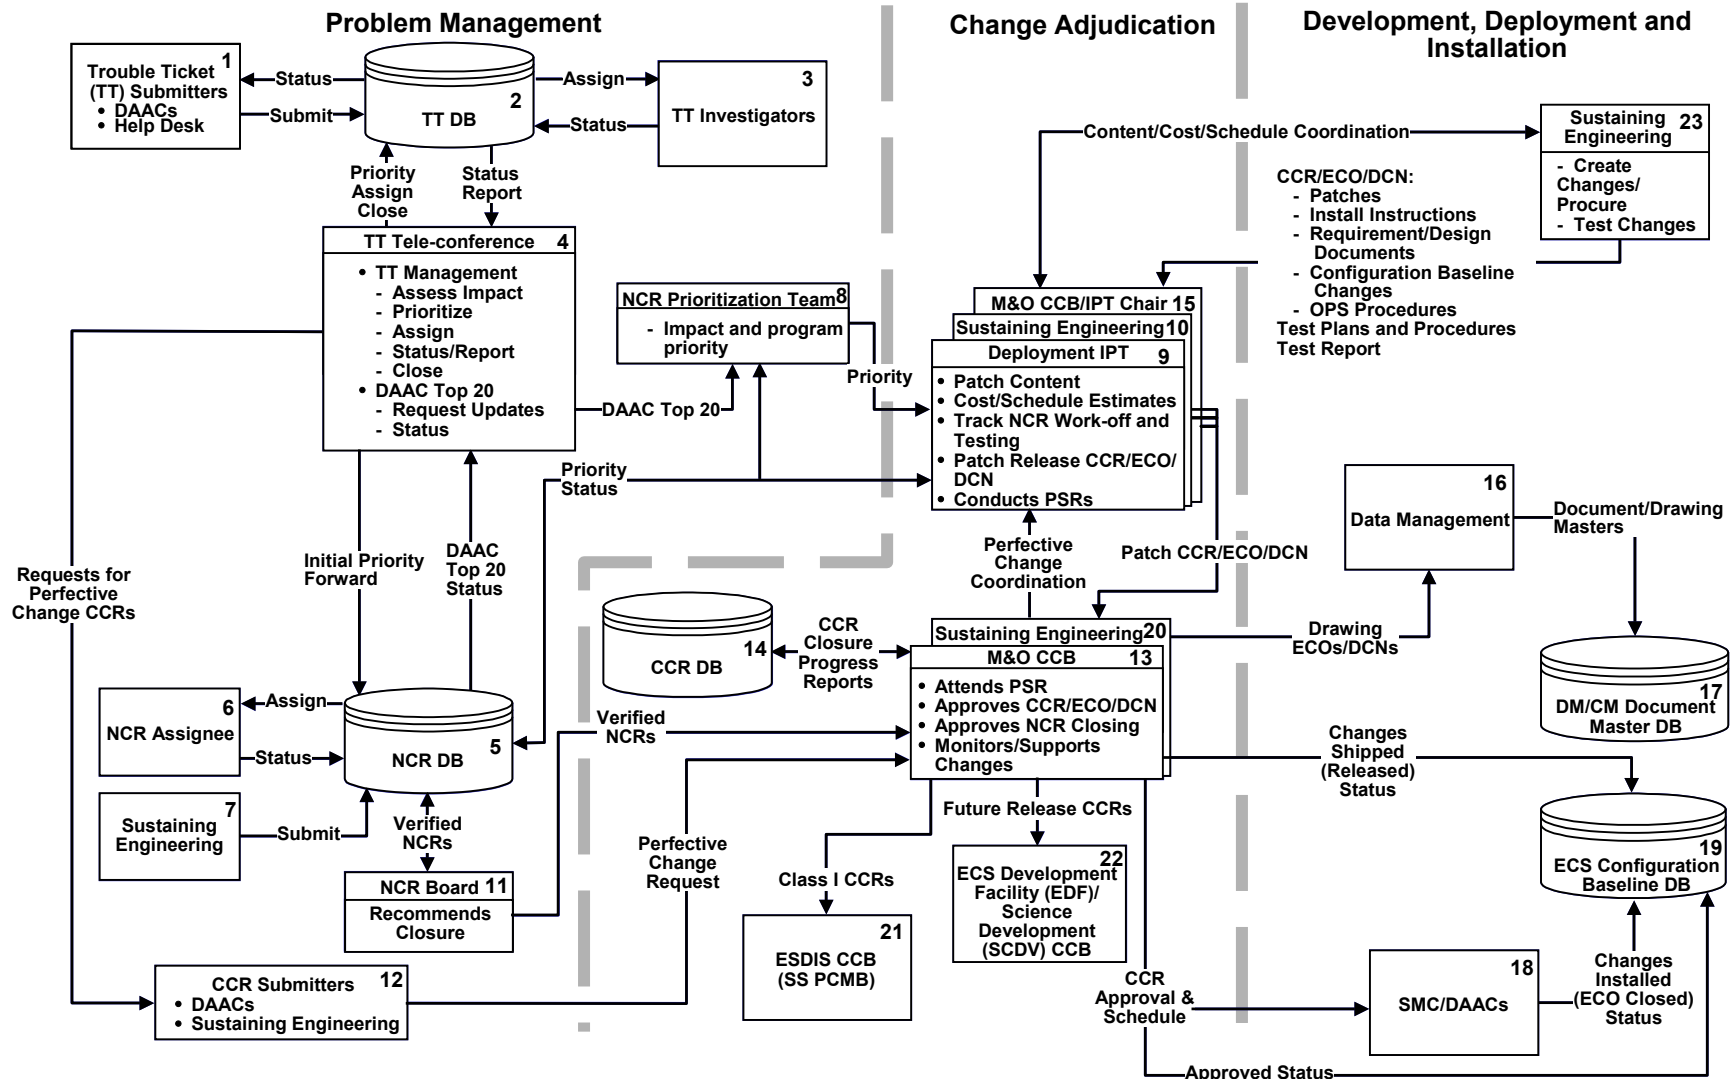 Problem Management
Change Adjudication
Development, Deployment and
Installation
1
Trouble Ticket
(TT) Submitters
• DAACs
• Help Desk
Status
Submit
2
TT DB
Assign
Status
3
TT Investigators
Priority
Assign
Close
Status
Report
TT Tele-conference 4
• TT Management
- Assess Impact
- Prioritize
- Assign
- Status/Report
- Close
• DAAC Top 20
- Request Updates
- Status
NCR Prioritization Team 8
- Impact and program
priority
DAAC Top 20
Priority
Priority
Status
Content/Cost/Schedule Coordination
Sustaining
Engineering
23
- Create
Changes/
Procure
- Test Changes
CCR/ECO/DCN:
- Patches
- Install Instructions
- Requirement/Design
Documents
- Configuration Baseline
Changes
- OPS Procedures
Test Plans and Procedures
Test Report
M&O CCB/IPT Chair 15
Sustaining Engineering 10
Deployment IPT 9
• Patch Content
• Cost/Schedule Estimates
• Track NCR Work-off and
Testing
• Patch Release CCR/ECO/
DCN
• Conducts PSRs
16
Data Management
Document/Drawing
Masters
Requests for
Perfective
Change CCRs
Initial Priority
Forward
DAAC
Top 20
Status
Perfective
Change
Coordination
Patch CCR/ECO/DCN
14
CCR DB
CCR
Closure
Progress
Reports
Sustaining Engineering 20
M&O CCB 13
• Attends PSR
• Approves CCR/ECO/DCN
• Approves NCR Closing
• Monitors/Supports
Changes
Drawing
ECOs/DCNs
17
DM/CM Document
Master DB
6
NCR Assignee
Assign
Status
5
NCR DB
Verified
NCRs
Changes
Shipped
(Released)
Status
7
Sustaining
Engineering
Submit
Verified
NCRs
Perfective
Change
Request
Future Release CCRs
Class I CCRs
19
ECS Configuration
Baseline DB
NCR Board 11
Recommends
Closure
22
ECS Development
Facility (EDF)/
Science
Development
(SCDV) CCB
21
ESDIS CCB
(SS PCMB)
12
CCR Submitters
• DAACs
• Sustaining Engineering
CCR
Approval &
Schedule
18
SMC/DAACs
Changes
Installed
(ECO Closed)
Status
Approved Status